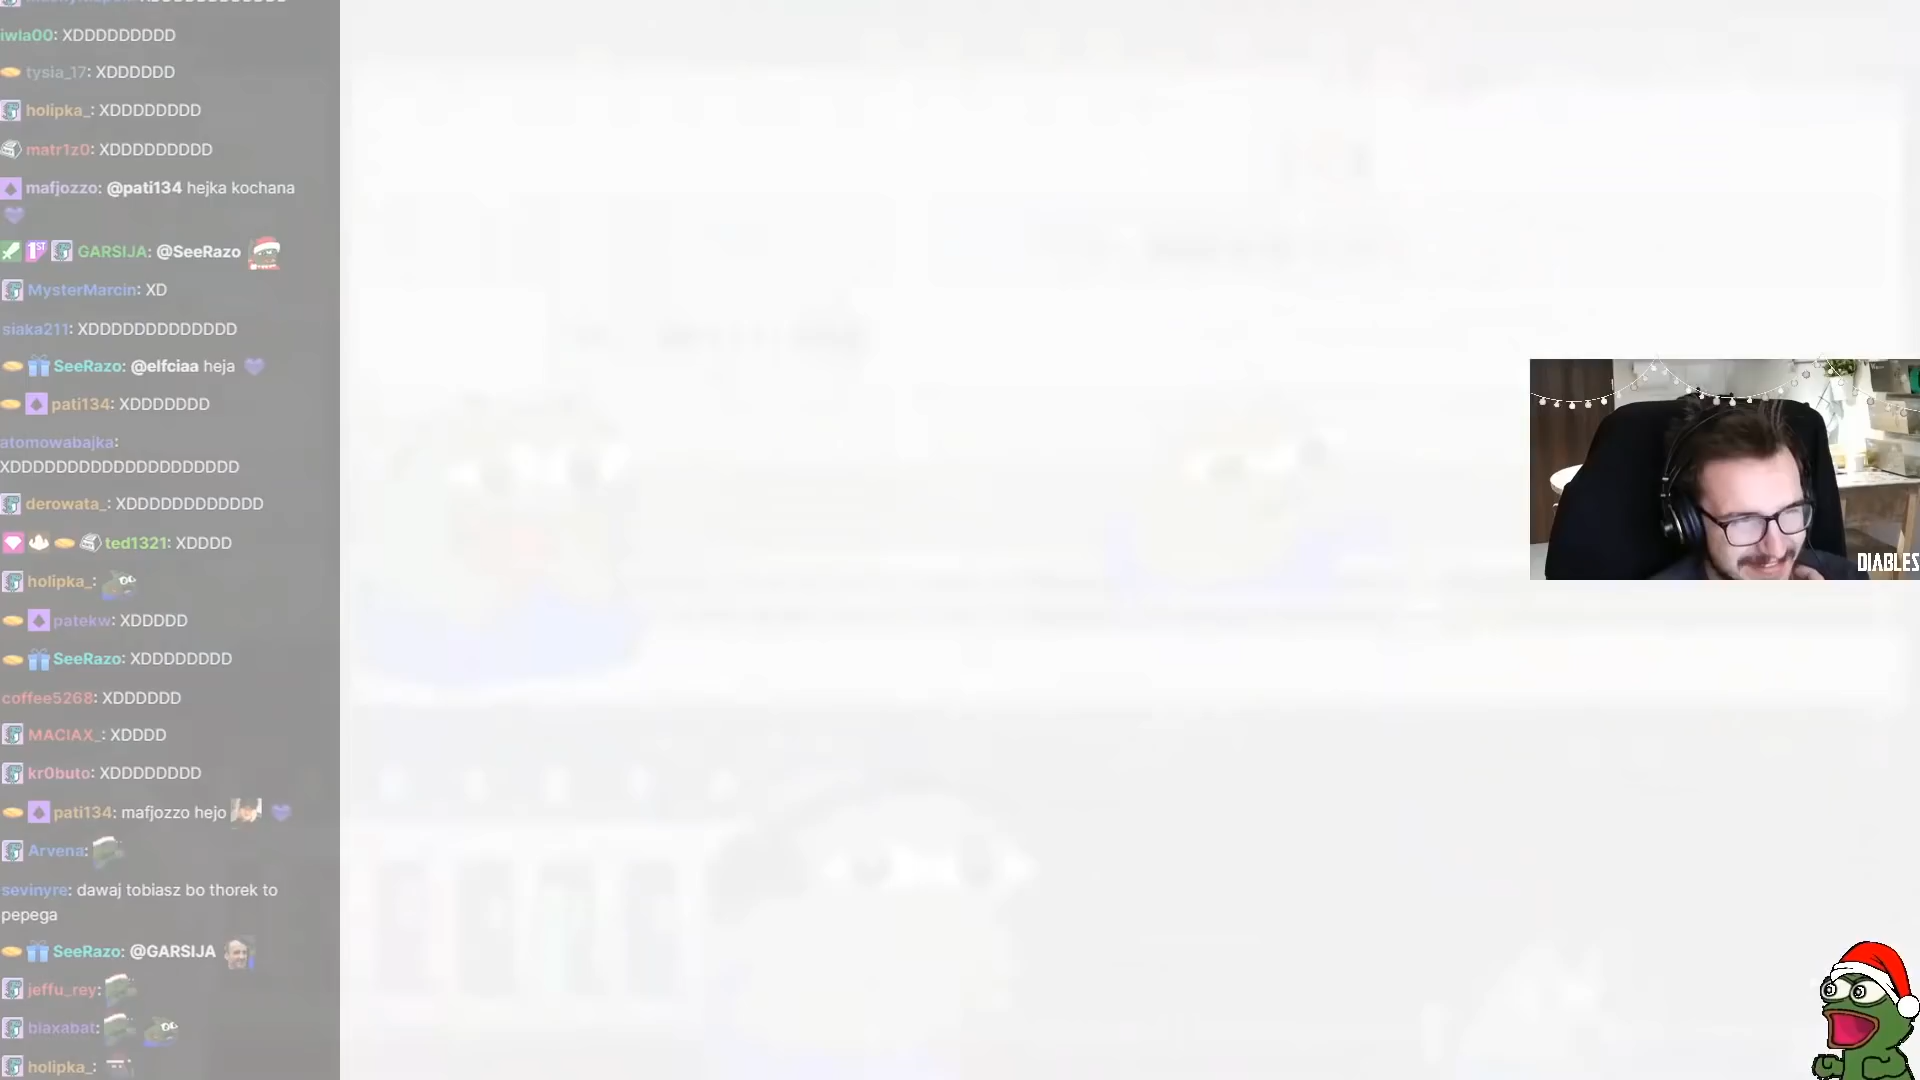 iwla00: XDDDDDDDDD
tysia_17: XDDDDDD
holipka_: XDDDDDDDD
matr1z0: XDDDDDDDDD
mafjozzo: @pati134 hejka kochana
1ST GARSIJA: @SeeRazo
MysterMarcin: XD
siaka211: XDDDDDDDDDDDDD
SeeRazo: @elfciaa heja
pati134: XDDDDDDD
atomowabajka:
XDDDDDDDDDDDDDDDDDDDD
derowata_: XDDDDDDDDDDDD
ted1321: XDDDD
holipka_:
patekw: XDDDDD
SeeRazo: XDDDDDDDD
coffee5268: XDDDDDD
MACIAX_: XDDDD
kr0buto: XDDDDDDDD
pati134: mafjozzo hejo
Arvena:
sevinyre: dawaj tobiasz bo thorek to
pepega
SeeRazo: @GARSIJA
jeffu_rey:
blaxabat:
holipka_:
DIABLES